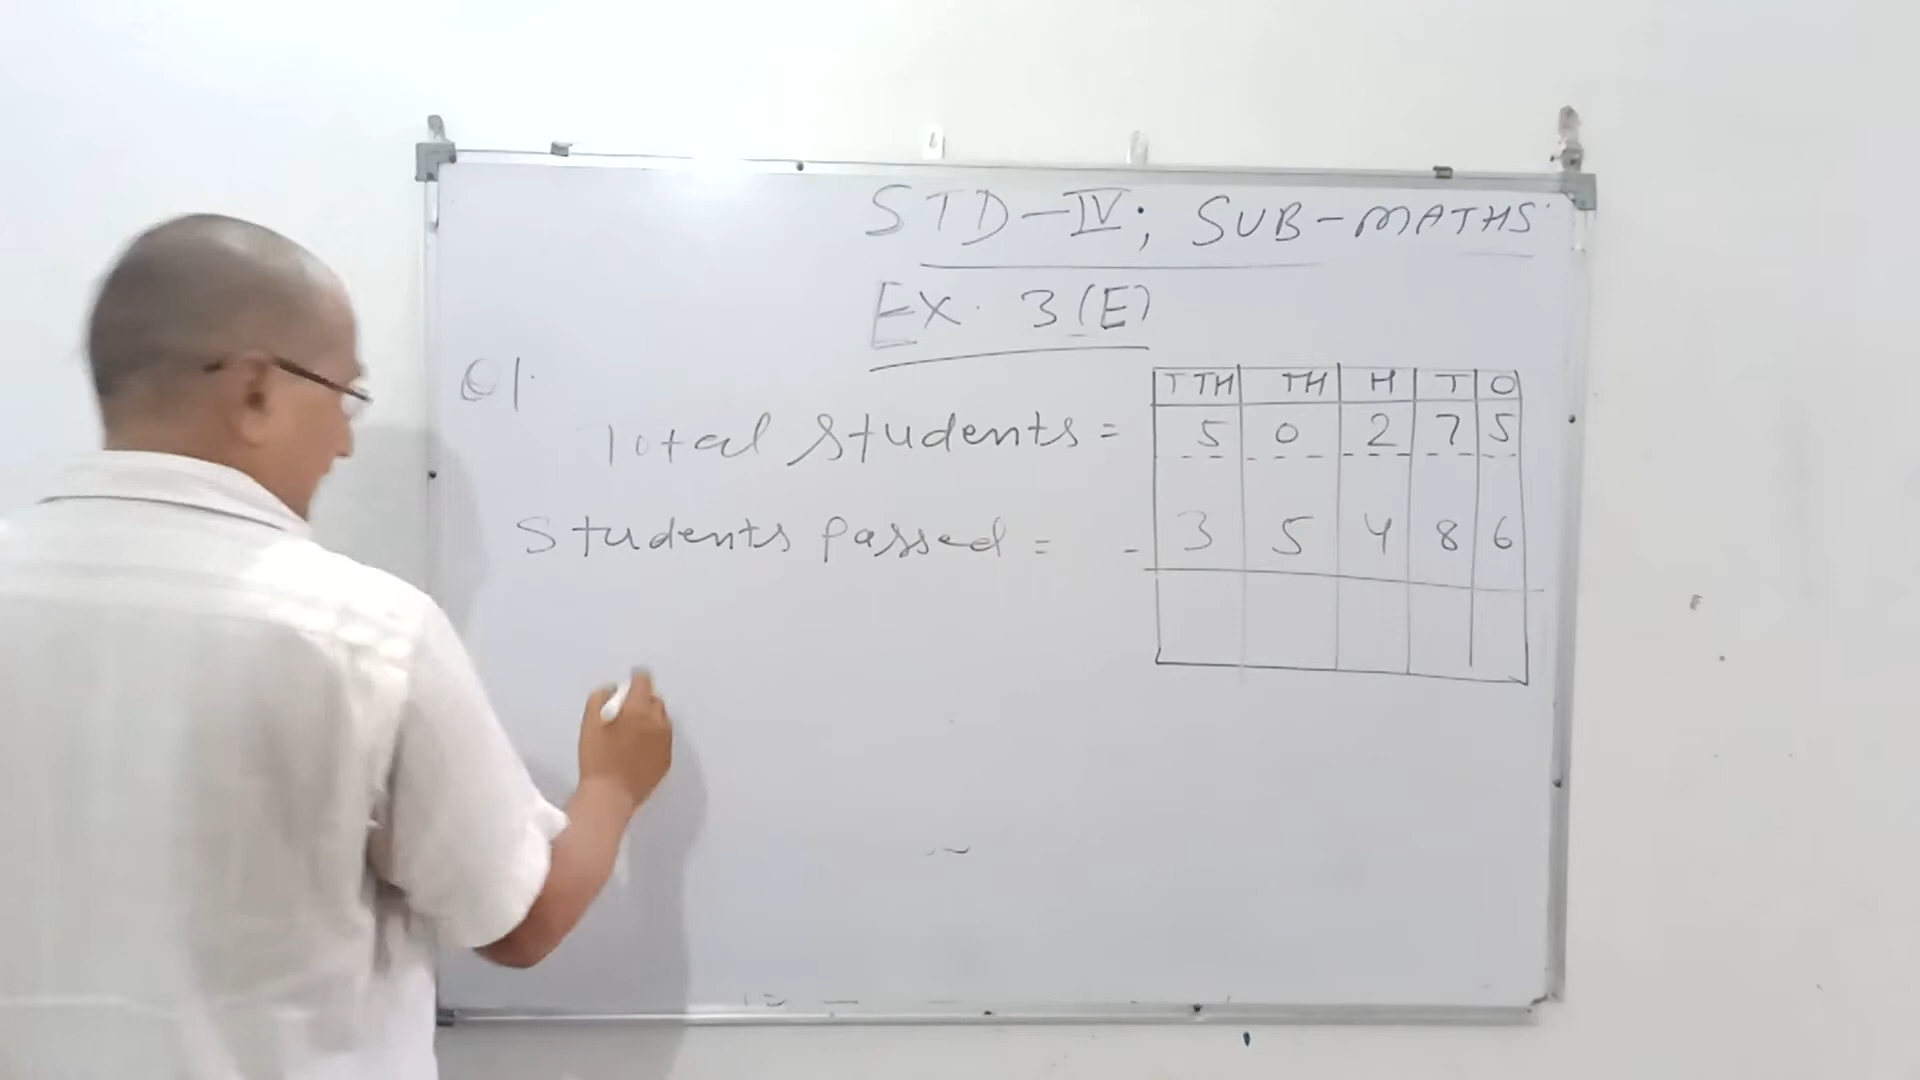 STD-IV; SUB-MATHS
EX. 3(E)
Q1.
T TH TH H T O
Total students = 5 0 2 7 5
Students passed = - 3 5 4 8 6